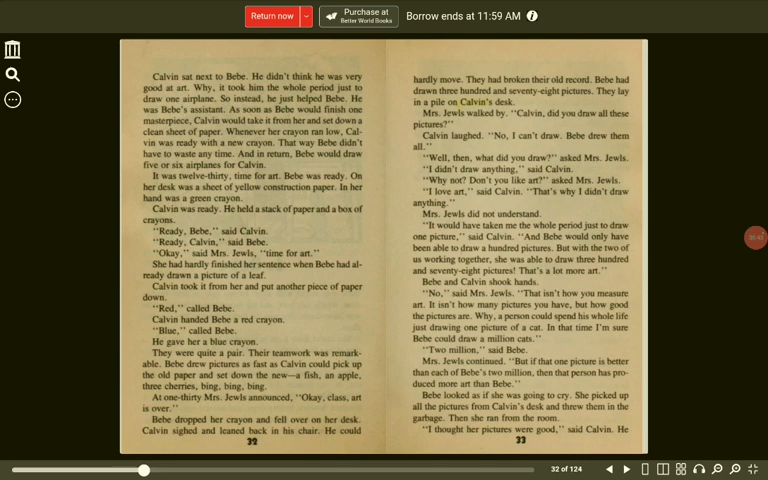 Return now
Purchase at
Better World Books
Borrow ends at 11:59 AM
Calvin sat next to Bebe. He didn't think he was very
good at art. Why, it took him the whole period just to
draw one airplane. So instead, he just helped Bebe. He
was Bebe's assistant. As soon as Bebe would finish one
masterpiece, Calvin would take it from her and set down a
clean sheet of paper. Whenever her crayon ran low, Cal-
vin was ready with a new crayon. That way Bebe didn't
have to waste any time. And in return, Bebe would draw
five or six airplanes for Calvin.
It was twelve-thirty, time for art. Bebe was ready. On
her desk was a sheet of yellow construction paper. In her
hand was a green crayon.
Calvin was ready. He held a stack of paper and a box of
crayons.
"Ready, Bebe," said Calvin.
"Ready, Calvin," said Bebe.
"Okay," said Mrs. Jewls, "time for art."
She had hardly finished her sentence when Bebe had al-
ready drawn a picture of a leaf.
Calvin took it from her and put another piece of paper
down.
"Red," called Bebe.
Calvin handed Bebe a red crayon.
"Blue," called Bebe.
He gave her a blue crayon.
They were quite a pair. Their teamwork was remark-
able. Bebe drew pictures as fast as Calvin could pick up
the old paper and set down the new—a fish, an apple,
three cherries, bing, bing, bing.
At one-thirty Mrs. Jewls announced, "Okay, class, art
is over."
Bebe dropped her crayon and fell over on her desk.
Calvin sighed and leaned back in his chair. He could
32
hardly move. They had broken their old record. Bebe had
drawn three hundred and seventy-eight pictures. They lay
in a pile on Calvin's desk.
Mrs. Jewls walked by. "Calvin, did you draw all these
pictures?"
Calvin laughed. "No, I can't draw. Bebe drew them
all."
"Well, then, what did you draw?" asked Mrs. Jewls.
"I didn't draw anything," said Calvin.
"Why not? Don't you like art?" asked Mrs. Jewls.
"I love art," said Calvin. "That's why I didn't draw
anything."
Mrs. Jewls did not understand.
"It would have taken me the whole period just to draw
one picture," said Calvin. "And Bebe would only have
been able to draw a hundred pictures. But with the two of
us working together, she was able to draw three hundred
and seventy-eight pictures! That's a lot more art."
Bebe and Calvin shook hands.
"No," said Mrs. Jewls. "That isn't how you measure
art. It isn't how many pictures you have, but how good
the pictures are. Why, a person could spend his whole life
just drawing one picture of a cat. In that time I'm sure
Bebe could draw a million cats."
"Two million," said Bebe.
Mrs. Jewls continued. "But if that one picture is better
than each of Bebe's two million, then that person has pro-
duced more art than Bebe."
Bebe looked as if she was going to cry. She picked up
all the pictures from Calvin's desk and threw them in the
garbage. Then she ran from the room.
"I thought her pictures were good," said Calvin. He
33
32 of 124